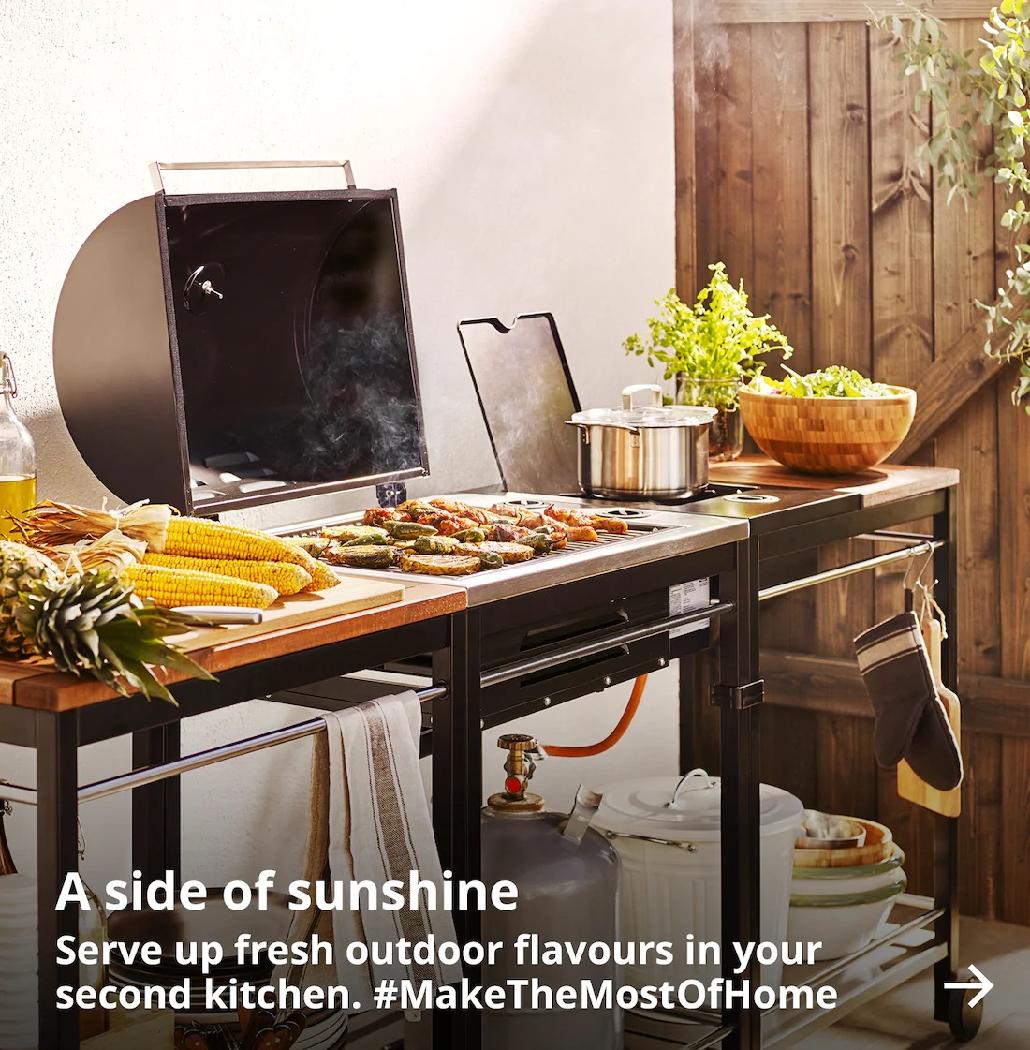 A side of sunshine
Serve up fresh outdoor flavours in your
second kitchen. #MakeTheMostOfHome